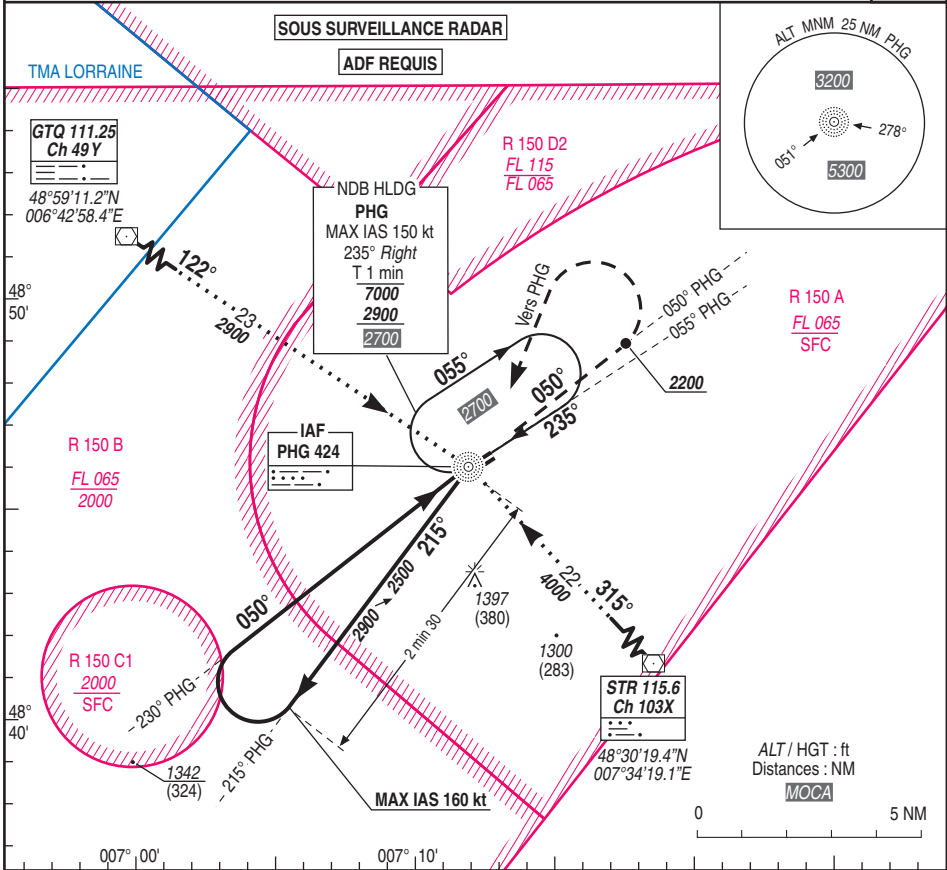 SOUS SURVEILLANCE RADAR
ADF REQUIS
TMA LORRAINE
ALT MNM 25 NM PHG
3200
051°
278°
5300
GTQ 111.25
Ch 49Y
48°59'11.2"N
006°42'58.4"E
R 150 D2
FL 115
FL 065
NDB HLDG
PHG
MAX IAS 150 kt
235° Right
T 1 min
7000
2900
2700
122°
23
2900
48°
50'
Vers PHG
050° PHG
055° PHG
R 150 A
FL 065
SFC
055°
2700
050°
235°
2200
IAF
PHG 424
R 150 B
FL 065
2000
215°
2900 2500
2 min 30
050°
1397
(380)
1300
(283)
22
4000
315°
R 150 C1
2000
SFC
230° PHG
215° PHG
STR 115.6
Ch 103X
48°30'19.4"N
007°34'19.1"E
48°
40'
1342
(324)
MAX IAS 160 kt
ALT / HGT : ft
Distances : NM
MOCA
0 5 NM
007° 00' 007° 10'